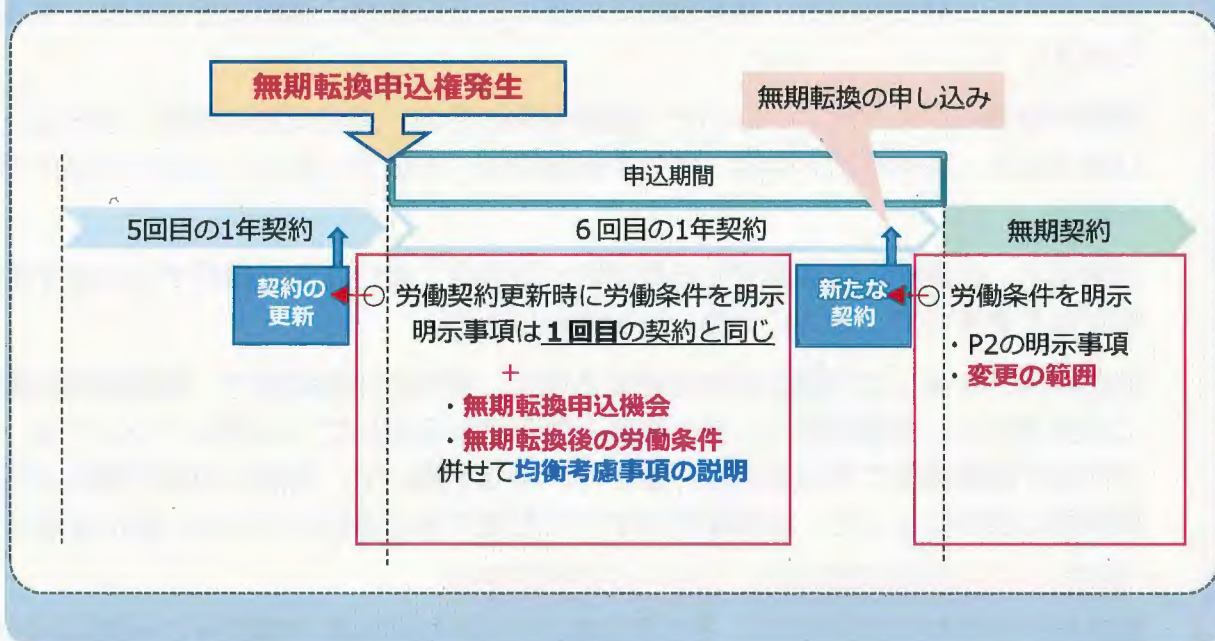 無期転換申込権発生
無期転換の申し込み
申込期間
5回目の1年契約
6回目の1年契約
無期契約
契約の
更新
○ 労働契約更新時に労働条件を明示
明示事項は1回目の契約と同じ
+
・無期転換申込機会
・無期転換後の労働条件
併せて均衡考慮事項の説明
新たな
契約
○ 労働条件を明示
・P2の明示事項
・変更の範囲